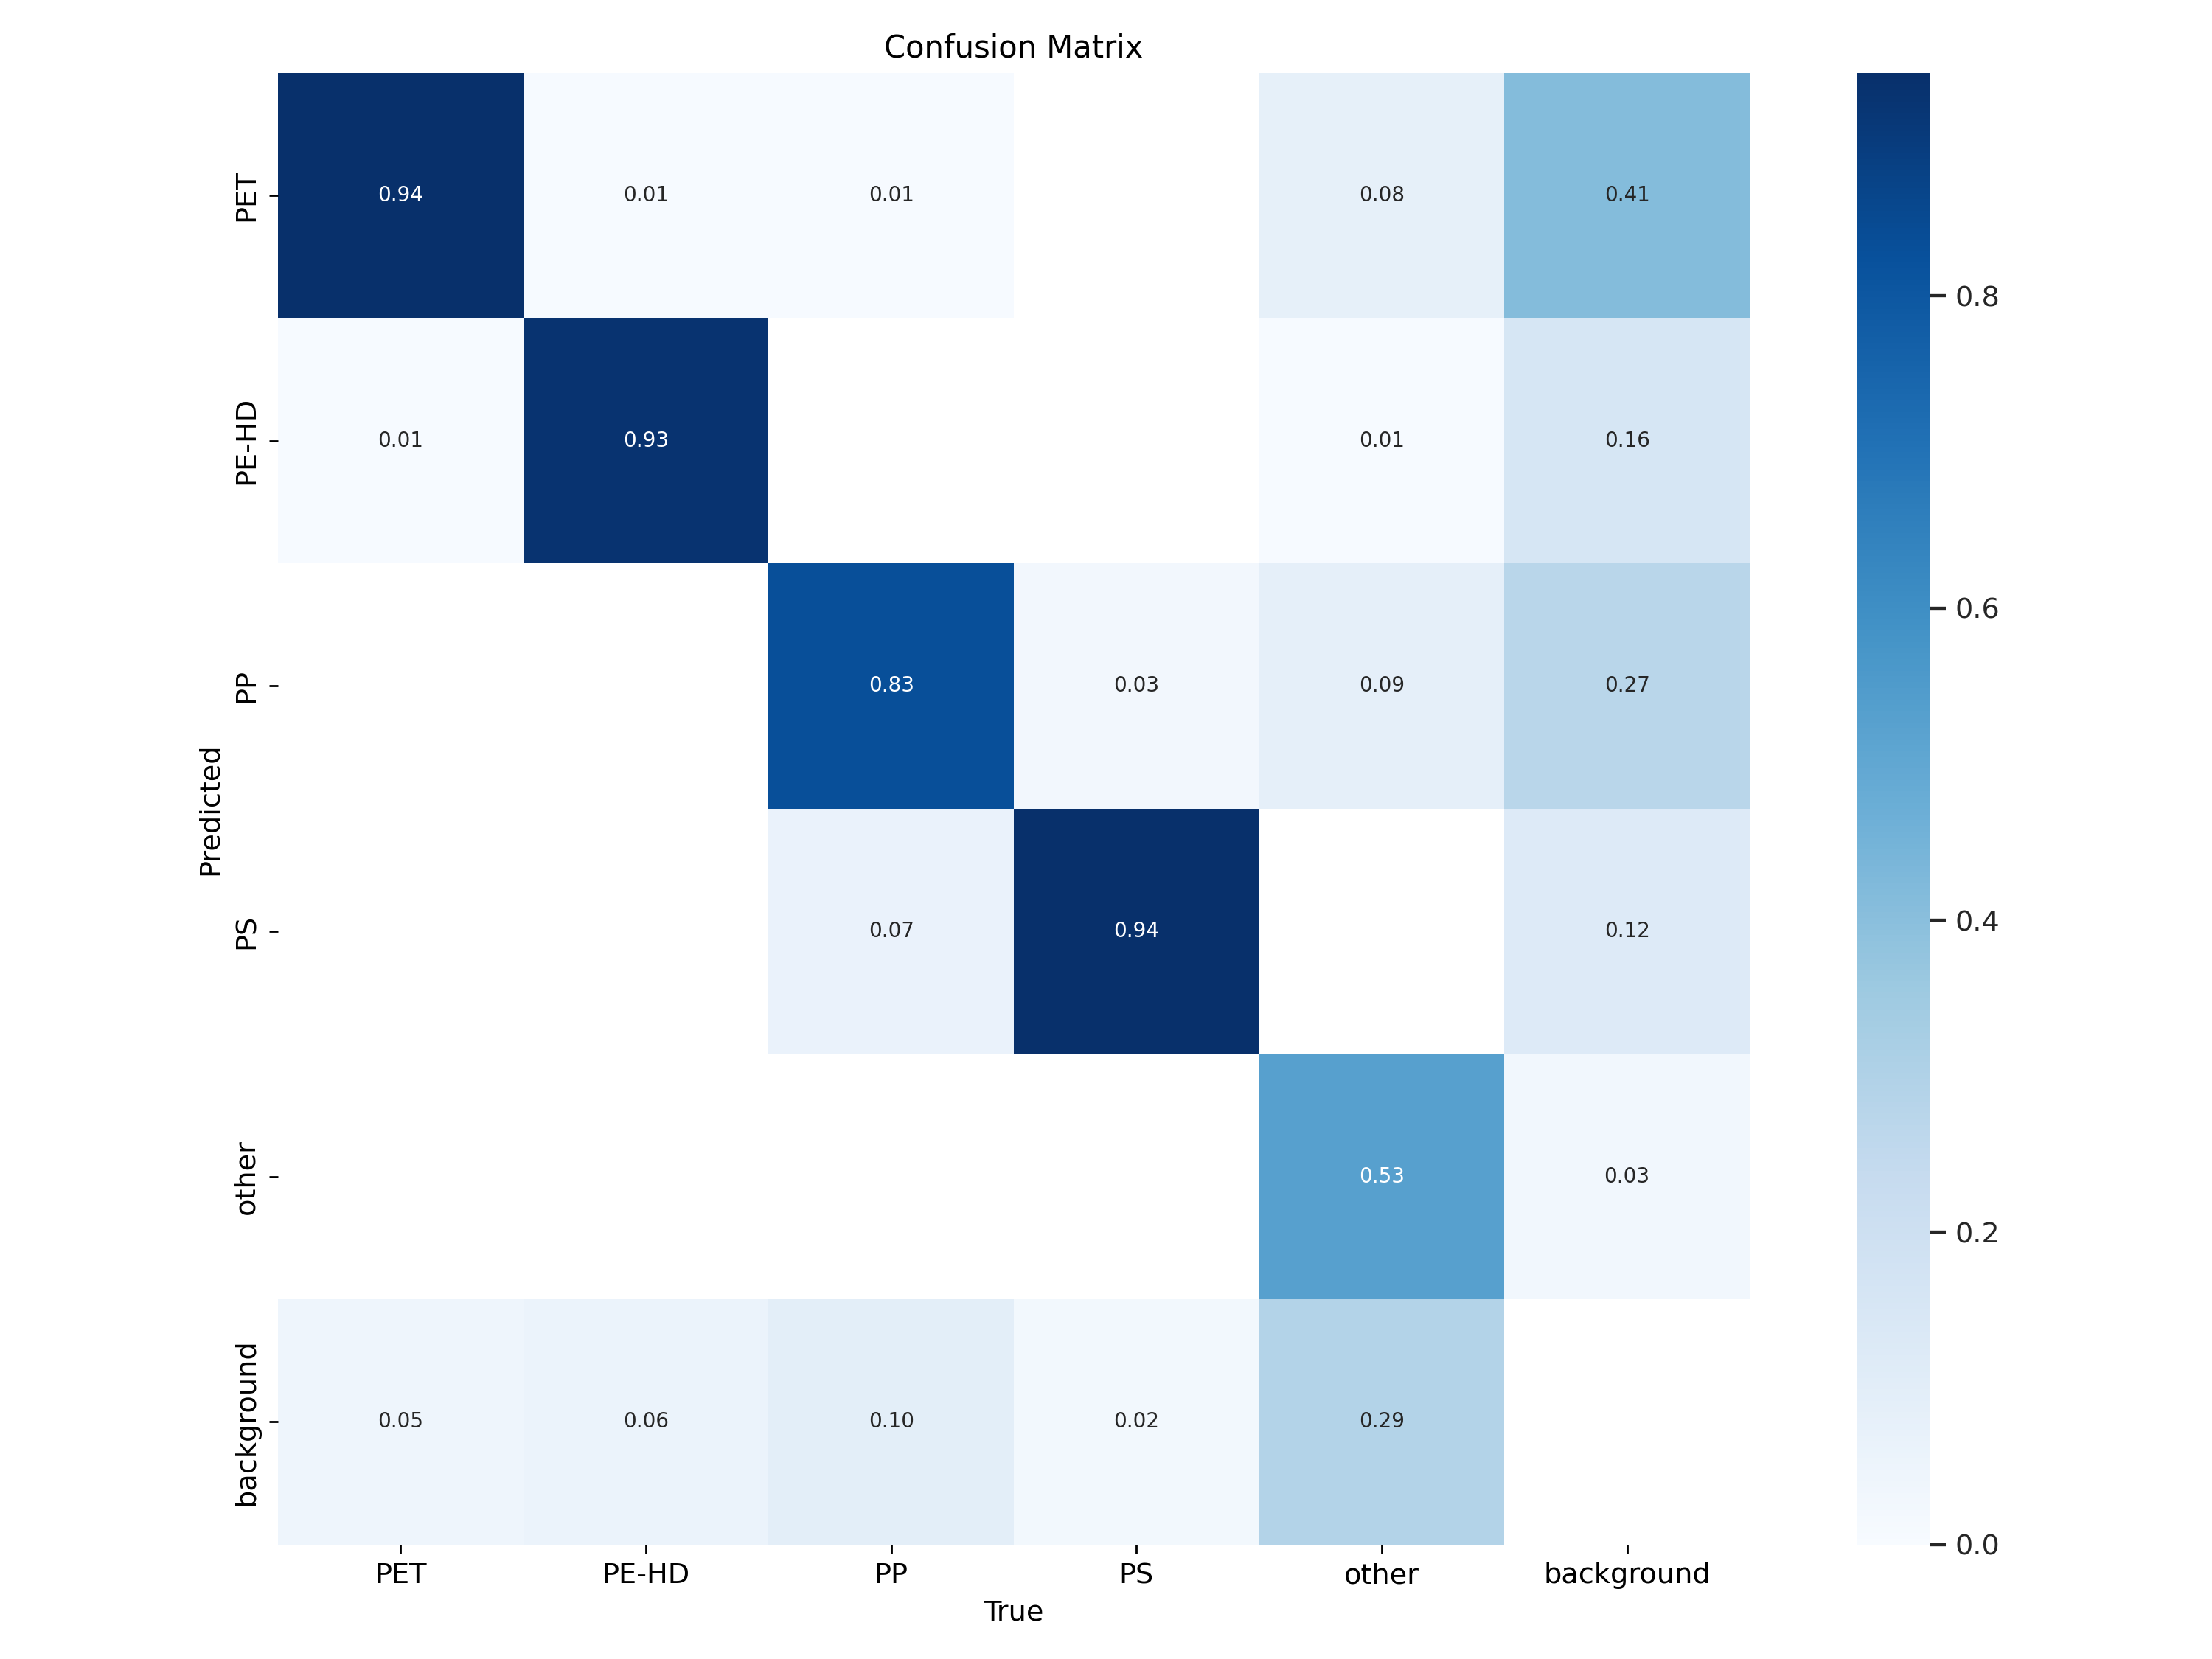 Confusion Matrix
PET 0.94 0.01 0.01 0.08 0.41
PE-HD 0.01 0.93 0.01 0.16
PP 0.83 0.03 0.09 0.27
PS 0.07 0.94 0.12
other 0.53 0.03
background 0.05 0.06 0.10 0.02 0.29
Predicted
PET PE-HD PP PS other background
True
0.8
0.6
0.4
0.2
0.0